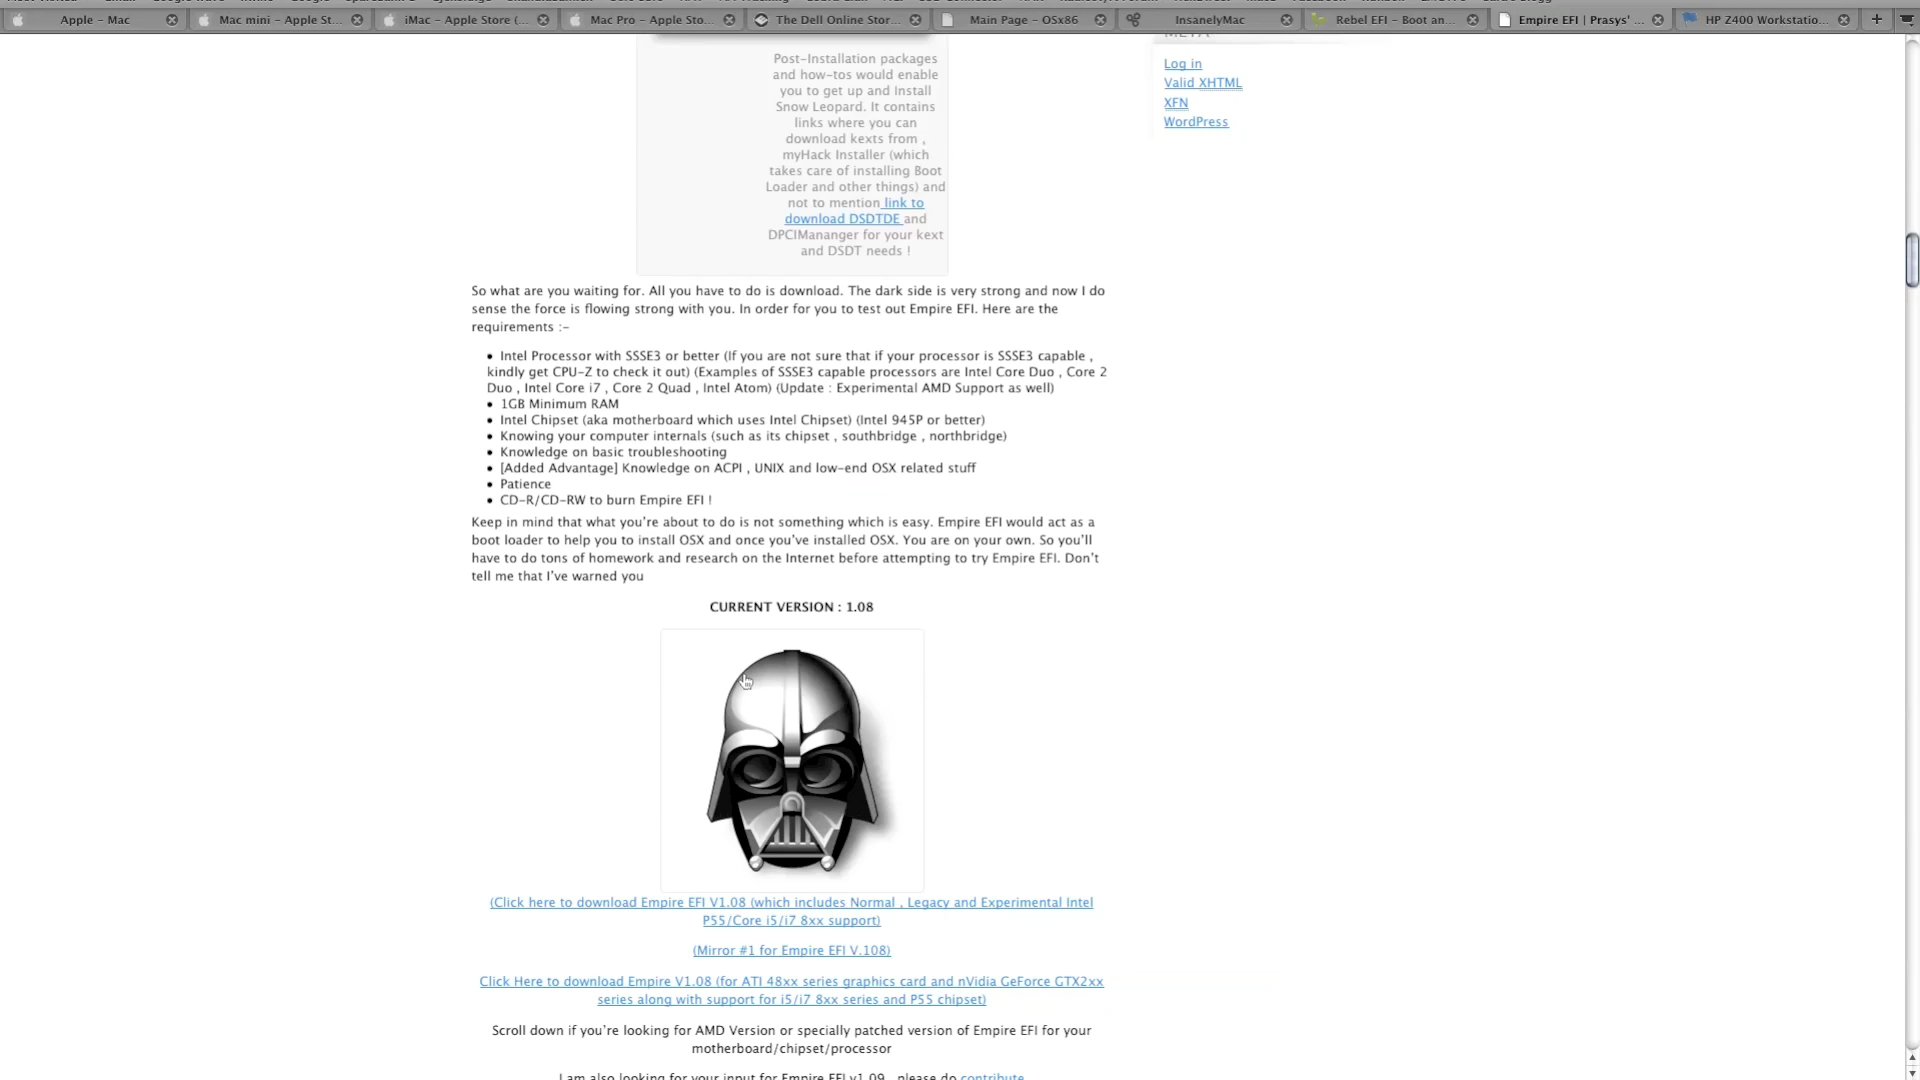 Apple - Mac
Mac mini - Apple St...
iMac - Apple Store (...
Mac Pro - Apple Sto...
The Dell Online Stor...
Main Page - OSx86
InsanelyMac
Rebel EFI - Boot an...
Empire EFI | Prasys' ...
HP Z400 Workstatio...
META
Log in
Valid XHTML
XFN
WordPress
Post-Installation packages
and how-tos would enable
you to get up and Install
Snow Leopard. It contains
links where you can
download kexts from ,
myHack Installer (which
takes care of installing Boot
Loader and other things) and
not to mention link to
download DSDTDE and
DPCIMananger for your kext
and DSDT needs !
So what are you waiting for. All you have to do is download. The dark side is very strong and now I do
sense the force is flowing strong with you. In order for you to test out Empire EFI. Here are the
requirements :-
• Intel Processor with SSSE3 or better (If you are not sure that if your processor is SSSE3 capable ,
kindly get CPU-Z to check it out) (Examples of SSSE3 capable processors are Intel Core Duo , Core 2
Duo , Intel Core i7 , Core 2 Quad , Intel Atom) (Update : Experimental AMD Support as well)
• 1GB Minimum RAM
• Intel Chipset (aka motherboard which uses Intel Chipset) (Intel 945P or better)
• Knowing your computer internals (such as its chipset , southbridge , northbridge)
• Knowledge on basic troubleshooting
• [Added Advantage] Knowledge on ACPI , UNIX and low-end OSX related stuff
• Patience
• CD-R/CD-RW to burn Empire EFI !
Keep in mind that what you're about to do is not something which is easy. Empire EFI would act as a
boot loader to help you to install OSX and once you've installed OSX. You are on your own. So you'll
have to do tons of homework and research on the Internet before attempting to try Empire EFI. Don't
tell me that I've warned you
CURRENT VERSION : 1.08
(Click here to download Empire EFI V1.08 (which includes Normal , Legacy and Experimental Intel
P55/Core i5/i7 8xx support)
(Mirror #1 for Empire EFI V.108)
Click Here to download Empire V1.08 (for ATI 48xx series graphics card and nVidia GeForce GTX2xx
series along with support for i5/i7 8xx series and P55 chipset)
Scroll down if you're looking for AMD Version or specially patched version of Empire EFI for your
motherboard/chipset/processor
I am also looking for your input for Empire EFI v1.09 , please do contribute